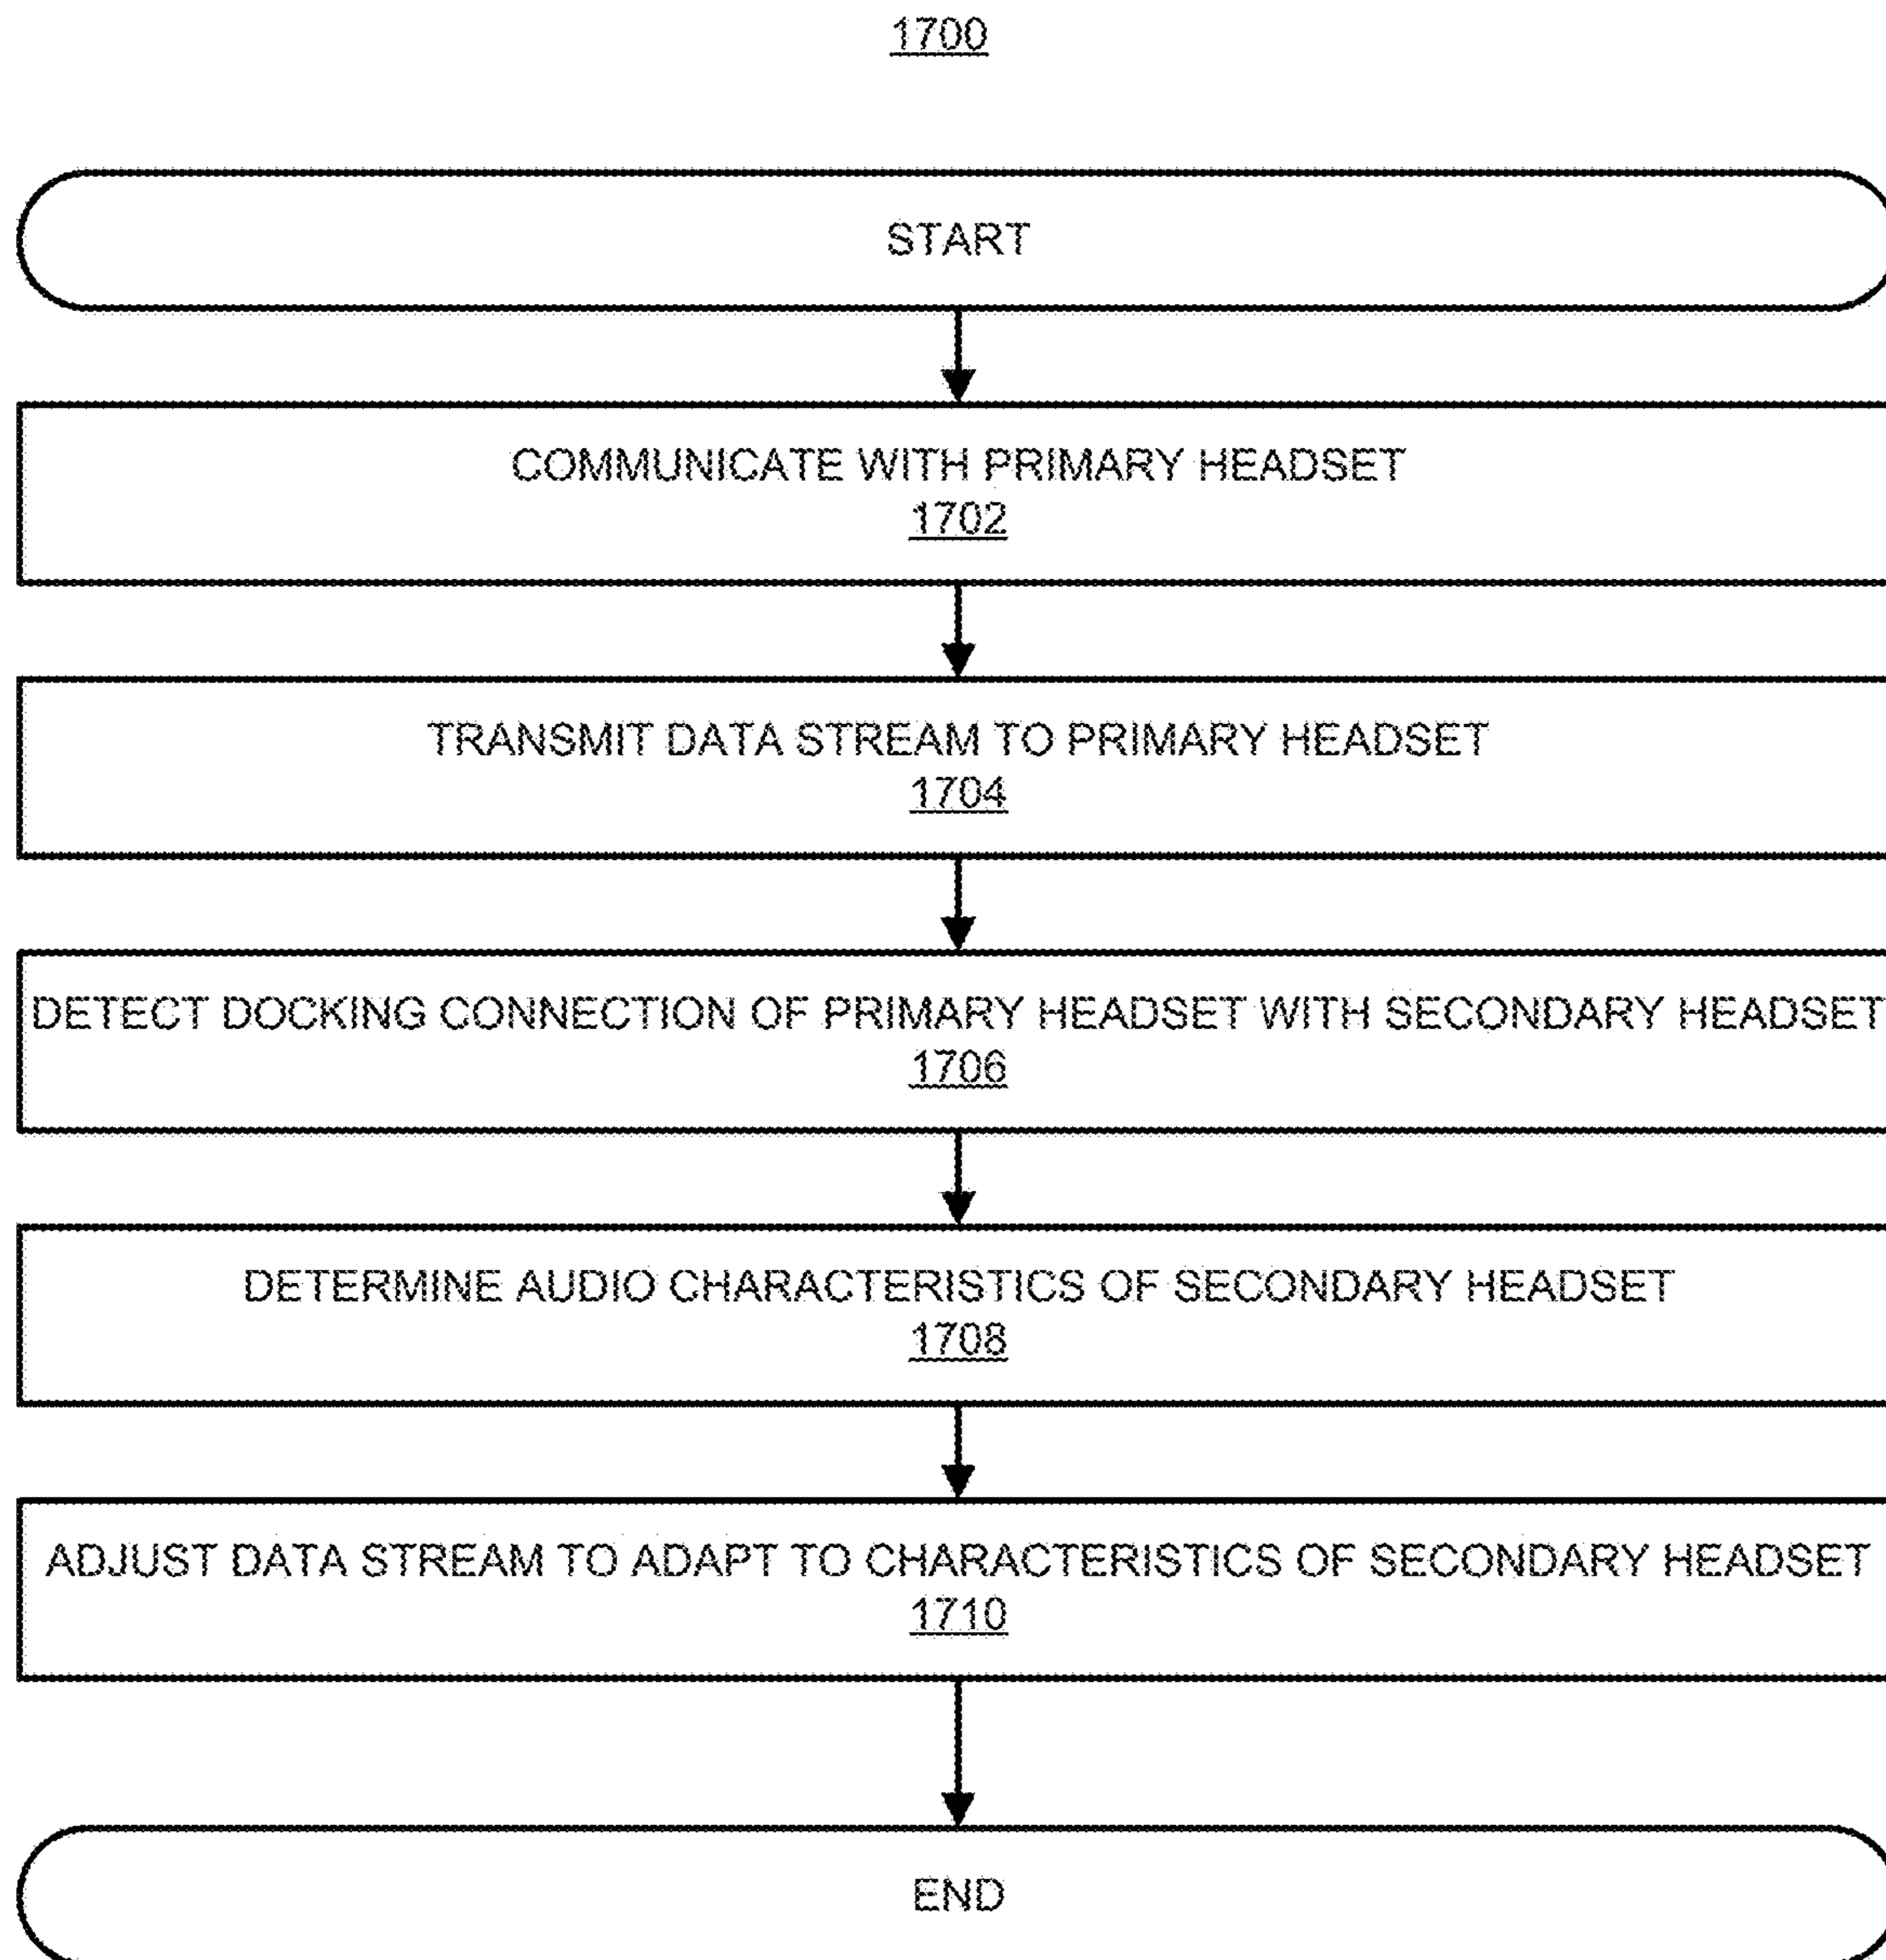 1700
START
COMMUNICATE WITH PRIMARY HEADSET
1702
TRANSMIT DATA STREAM TO PRIMARY HEADSET
1704
DETECT DOCKING CONNECTION OF PRIMARY HEADSET WITH SECONDARY HEADSET
1706
DETERMINE AUDIO CHARACTERISTICS OF SECONDARY HEADSET
1708
ADJUST DATA STREAM TO ADAPT TO CHARACTERISTICS OF SECONDARY HEADSET
1710
END